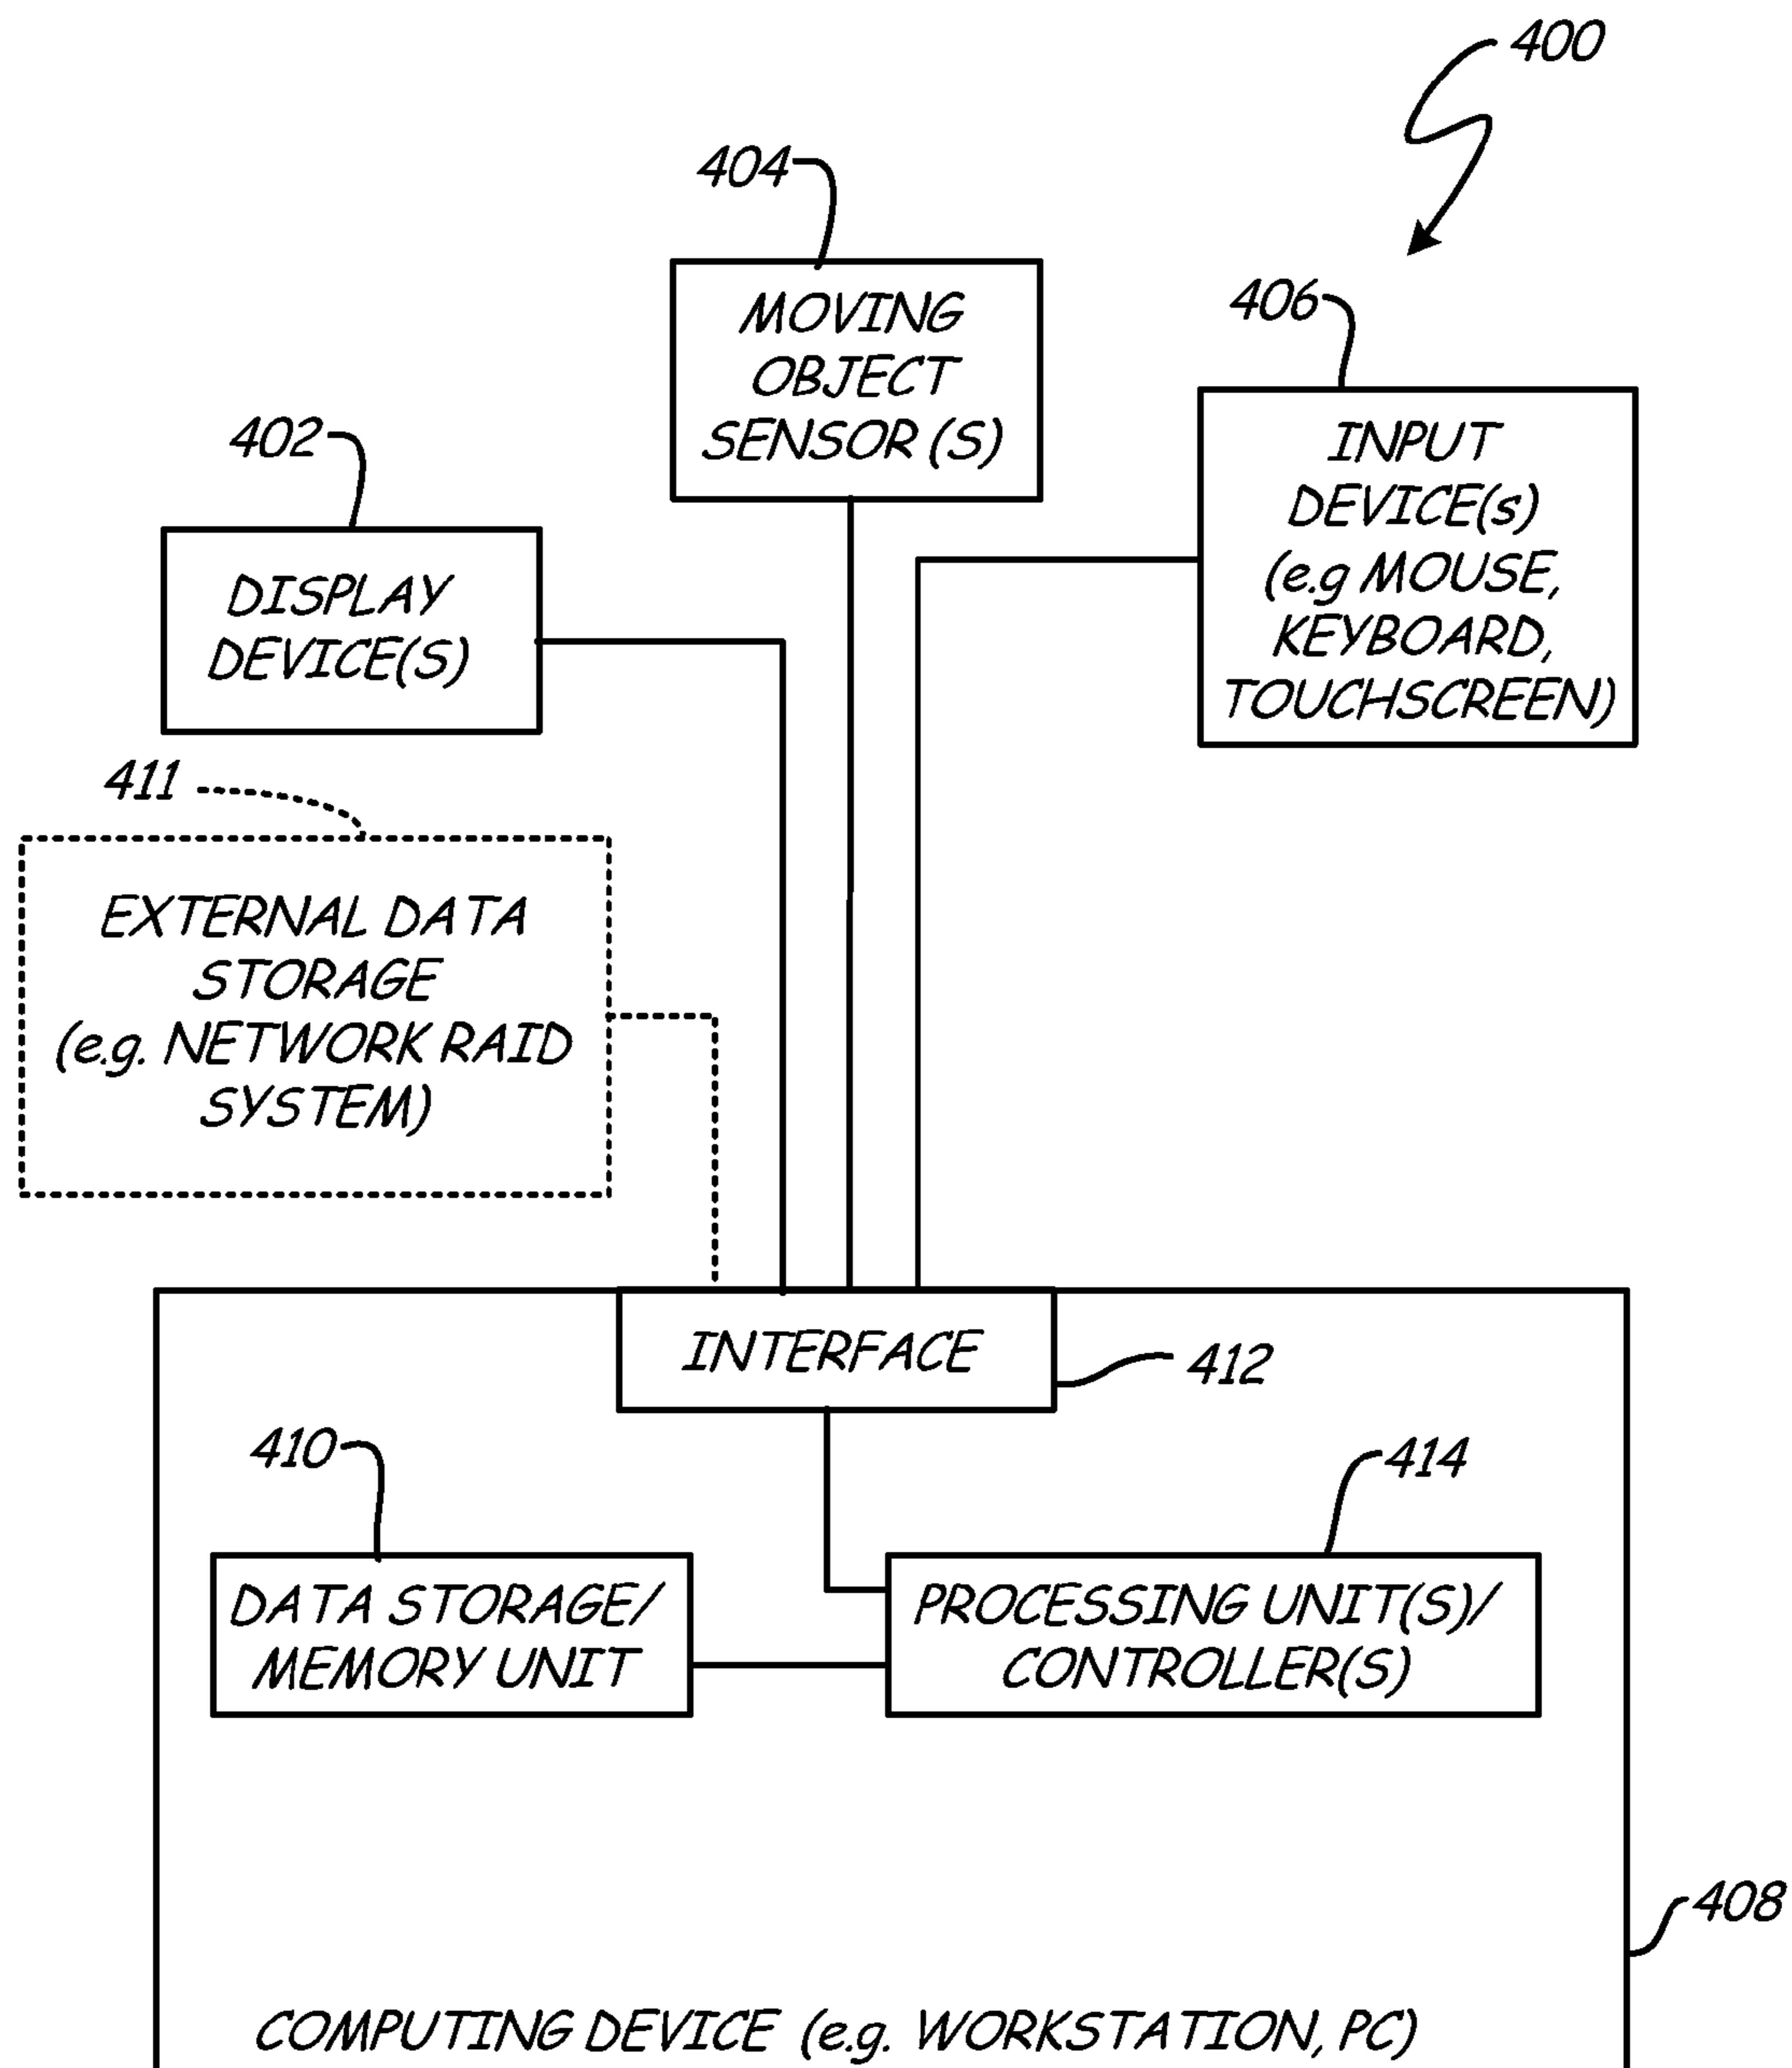 400
404
MOVING
OBJECT
SENSOR (S)
406
INPUT
DEVICE(s)
(e.g MOUSE,
KEYBOARD,
TOUCHSCREEN)
402
DISPLAY
DEVICE(S)
411
EXTERNAL DATA
STORAGE
(e.g. NETWORK RAID
SYSTEM)
INTERFACE
412
410
DATA STORAGE/
MEMORY UNIT
414
PROCESSING UNIT(S)/
CONTROLLER(S)
408
COMPUTING DEVICE (e.g. WORKSTATION, PC)